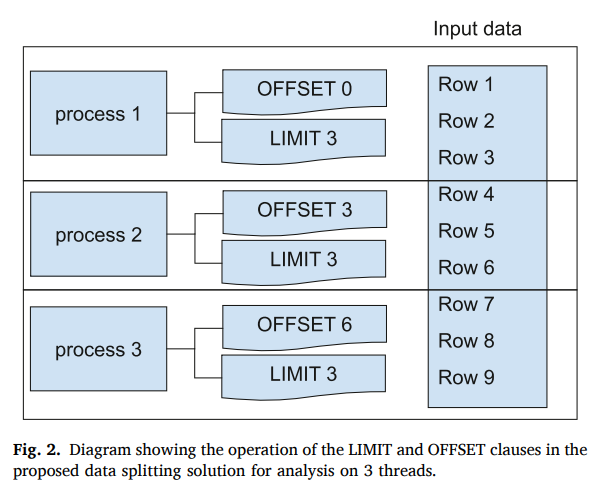 Input data
process 1
OFFSET 0
LIMIT 3
Row 1
Row 2
Row 3
process 2
OFFSET 3
LIMIT 3
Row 4
Row 5
Row 6
process 3
OFFSET 6
LIMIT 3
Row 7
Row 8
Row 9
Fig. 2. Diagram showing the operation of the LIMIT and OFFSET clauses in the
proposed data splitting solution for analysis on 3 threads.